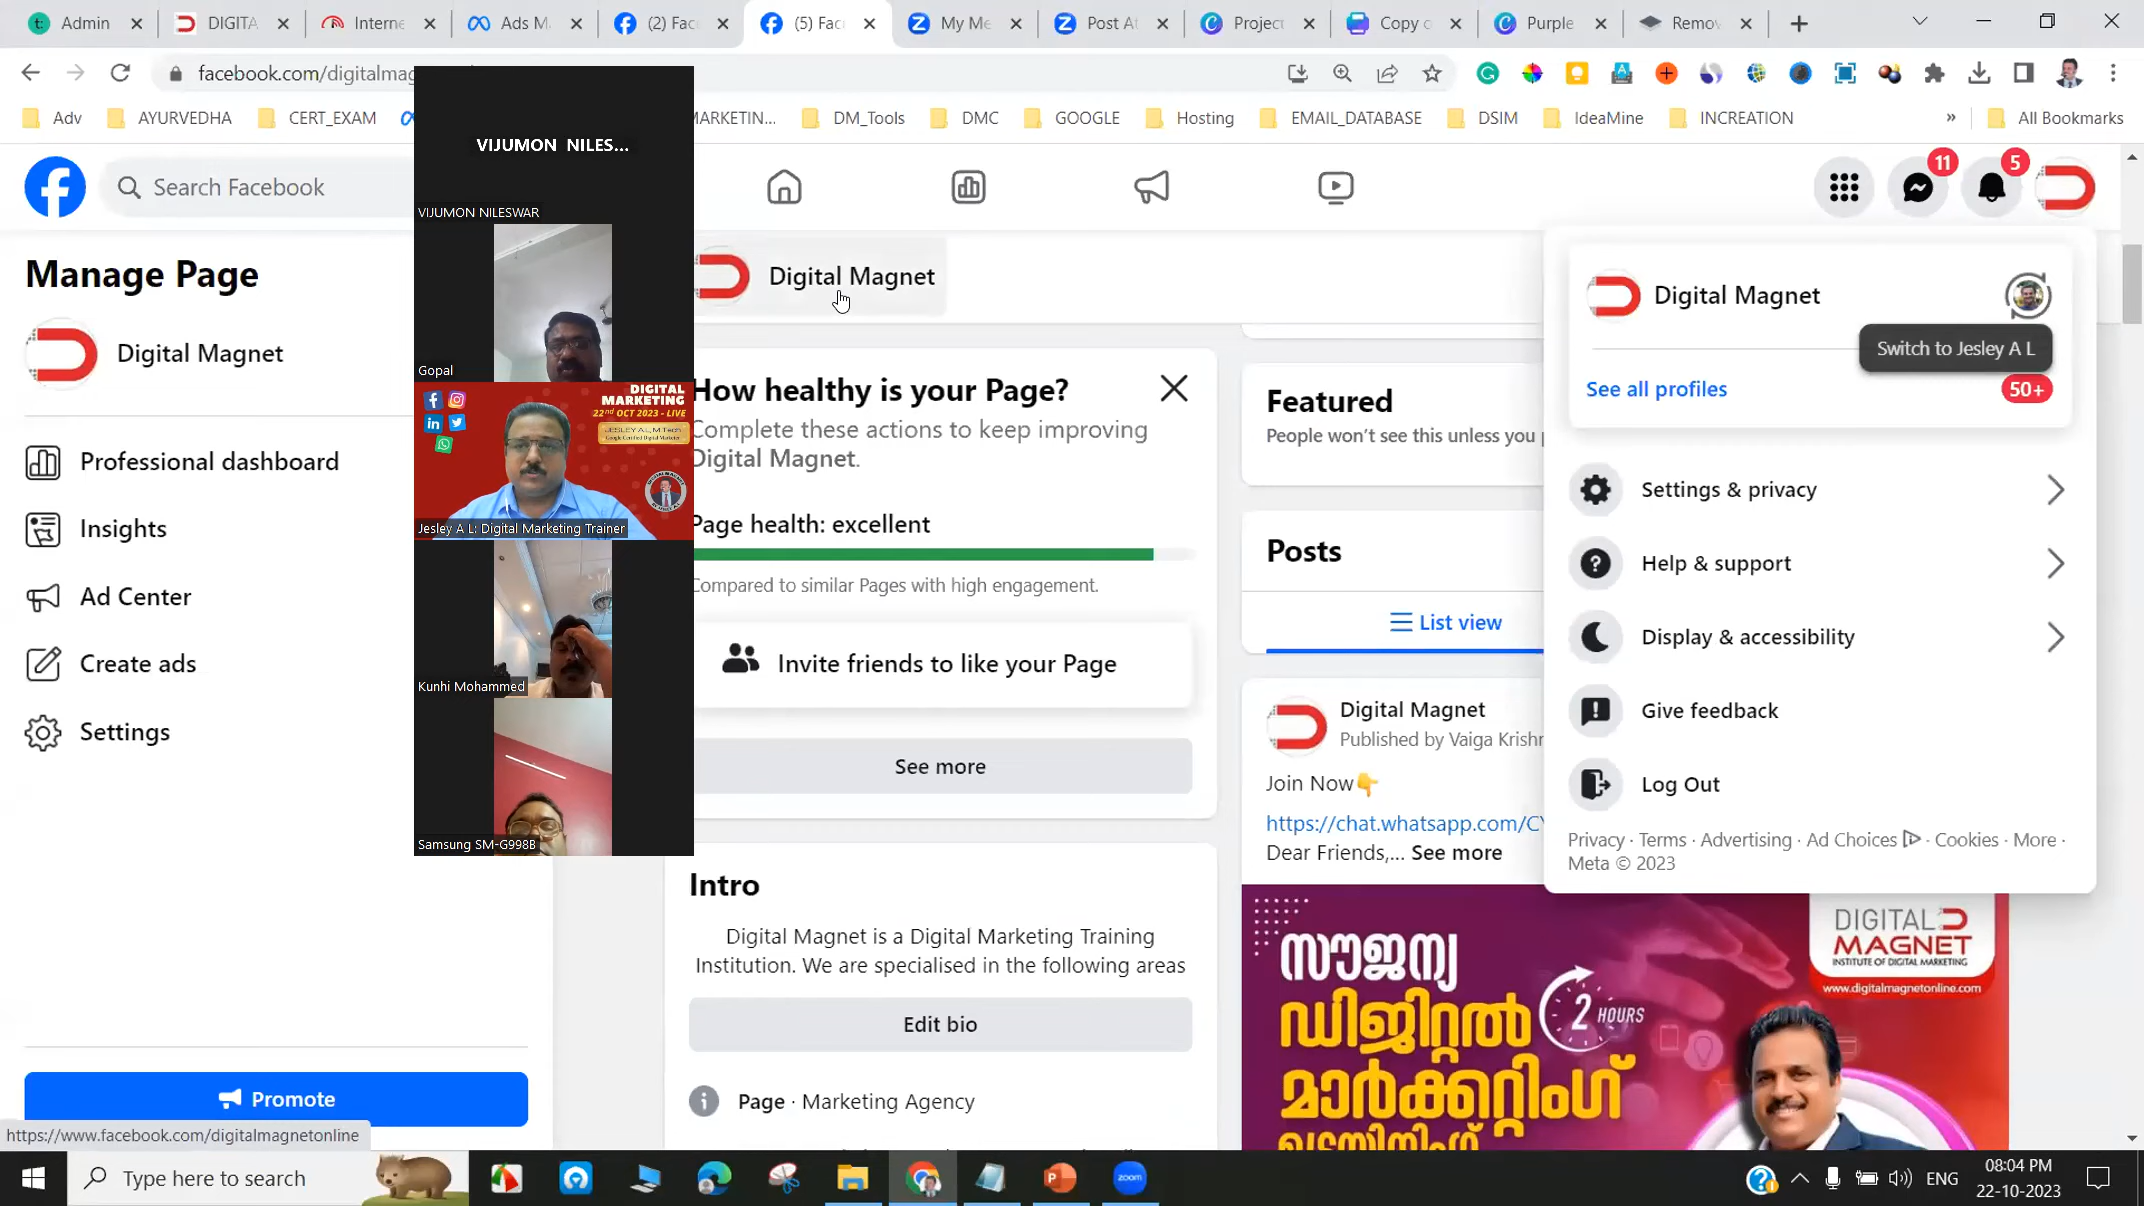 Admin
DIGITA
Interne
Ads M
(2) Fac
(5) Fac
My Me
Post At
Project
Copy o
Purple
Remov
facebook.com/digitalmag
Adv
AYURVEDHA
CERT_EXAM
MARKETIN...
DM_Tools
DMC
GOOGLE
Hosting
EMAIL_DATABASE
DSIM
IdeaMine
INCREATION
»
All Bookmarks
Search Facebook
11
5
Manage Page
Digital Magnet
Professional dashboard
Insights
Ad Center
Create ads
Settings
Promote
https://www.facebook.com/digitalmagnetonline
VIJUMON NILES...
VIJUMON NILESWAR
Gopal
DIGITAL
MARKETING
22nd OCT 2023 - LIVE
JESLEY A L, M.Tech
Google Certified Digital Marketer
Jesley A L: Digital Marketing Trainer
Kunhi Mohammed
Samsung SM-G998B
Digital Magnet
How healthy is your Page?
Complete these actions to keep improving
Digital Magnet.
Page health: excellent
Compared to similar Pages with high engagement.
Invite friends to like your Page
See more
Intro
Digital Magnet is a Digital Marketing Training
Institution. We are specialised in the following areas
Edit bio
Page · Marketing Agency
Featured
People won't see this unless you
Posts
List view
Digital Magnet
Published by Vaiga Krishn
Join Now👇
https://chat.whatsapp.com/C
Dear Friends,... See more
സൗജന്യ
ഡിജിറ്റൽ
മാർക്കറ്റിംഗ്
2 HOURS
DIGITAL
MAGNET
INSTITUTE OF DIGITAL MARKETING
www.digitalmagnetonline.com
Digital Magnet
Switch to Jesley A L
See all profiles
50+
Settings & privacy
Help & support
Display & accessibility
Give feedback
Log Out
Privacy · Terms · Advertising · Ad Choices · Cookies · More ·
Meta © 2023
Type here to search
zoom
ENG
08:04 PM
22-10-2023